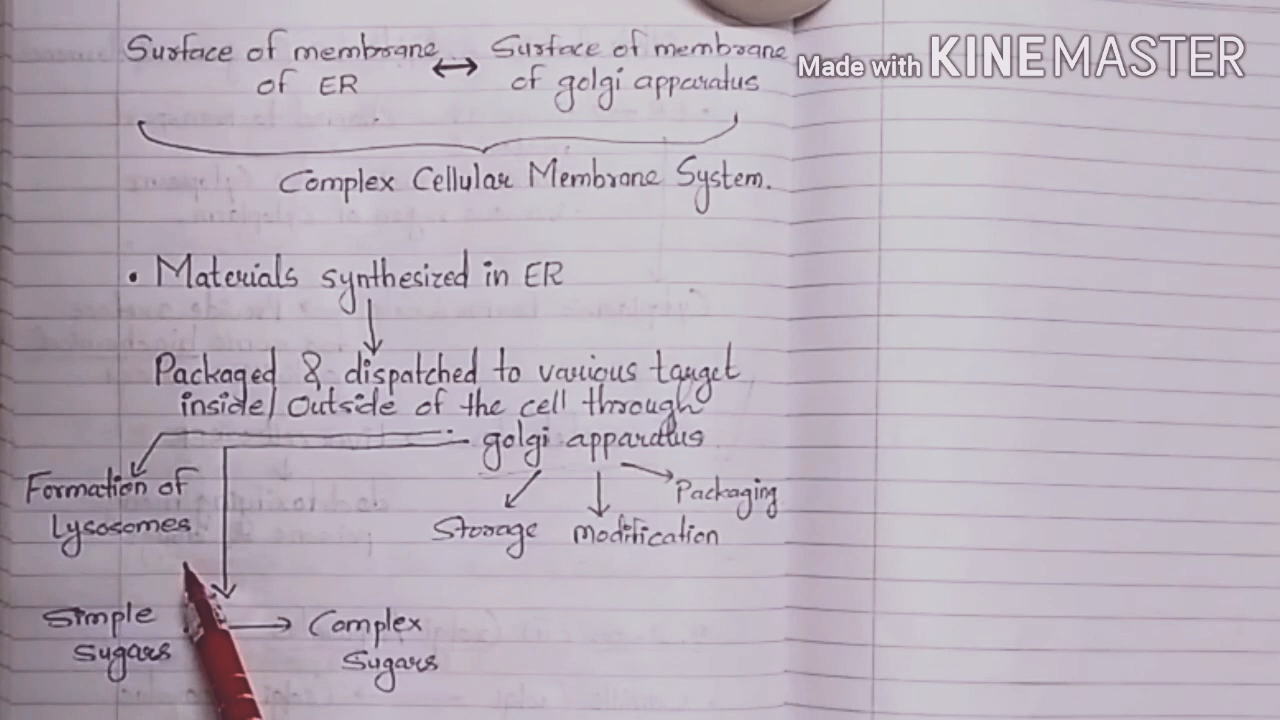 Surface of membrane ↔ Surface of membrane
of ER of golgi apparatus
Made with KINEMASTER
Complex Cellular Membrane System.
• Materials synthesized in ER
Packaged & dispatched to various target
inside/outside of the cell through
golgi apparatus
Formation of
Lysosomes
Storage
modification
Packaging
Simple
Sugars
→ Complex
Sugars